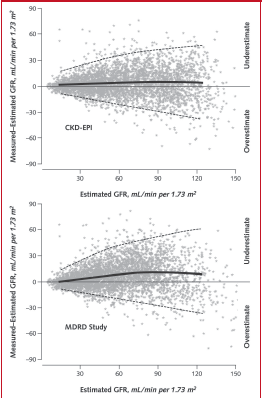 Measured–Estimated GFR, mL/min per 1.73 m²
90
60
30
0
–30
–60
–90
CKD-EPI
Underestimate
Overestimate
30
60
90
120
150
Estimated GFR, mL/min per 1.73 m²
Measured–Estimated GFR, mL/min per 1.73 m²
90
60
30
0
–30
–60
–90
MDRD Study
Underestimate
Overestimate
30
60
90
120
150
Estimated GFR, mL/min per 1.73 m²